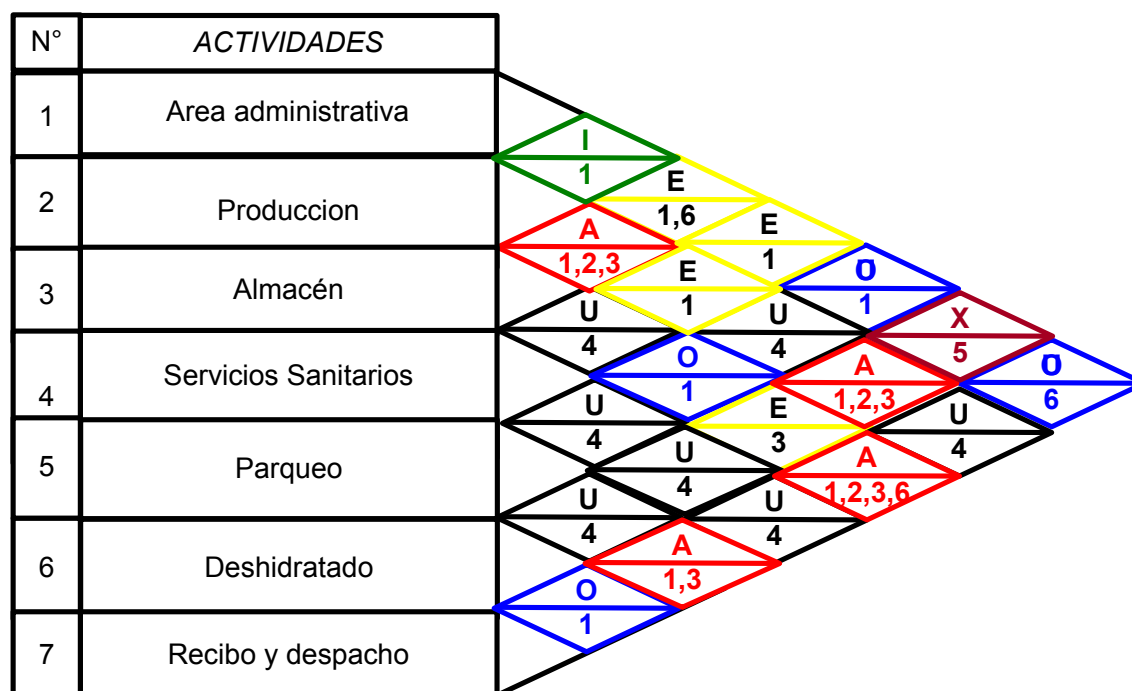 N° ACTIVIDADES
1 Area administrativa
I
1
2 Produccion
E
1,6
A
1,2,3
E
1
3 Almacén
E
1
O
1
U
4
U
4
X
5
4 Servicios Sanitarios
O
1
A
1,2,3
O
6
U
4
E
3
U
4
5 Parqueo
U
4
A
1,2,3,6
U
4
U
4
6 Deshidratado
A
1,3
O
1
7 Recibo y despacho